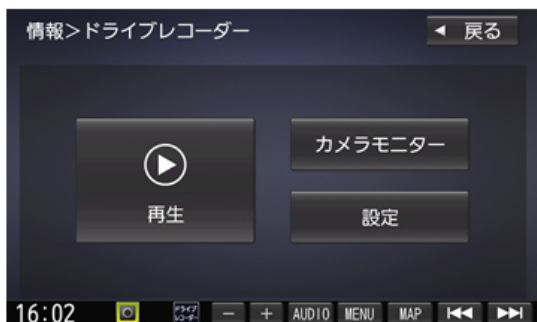 情報>ドライブレコーダー
戻る
再生
カメラモニター
設定
16:02
ドライブ
レコーダー
− + AUDIO MENU MAP